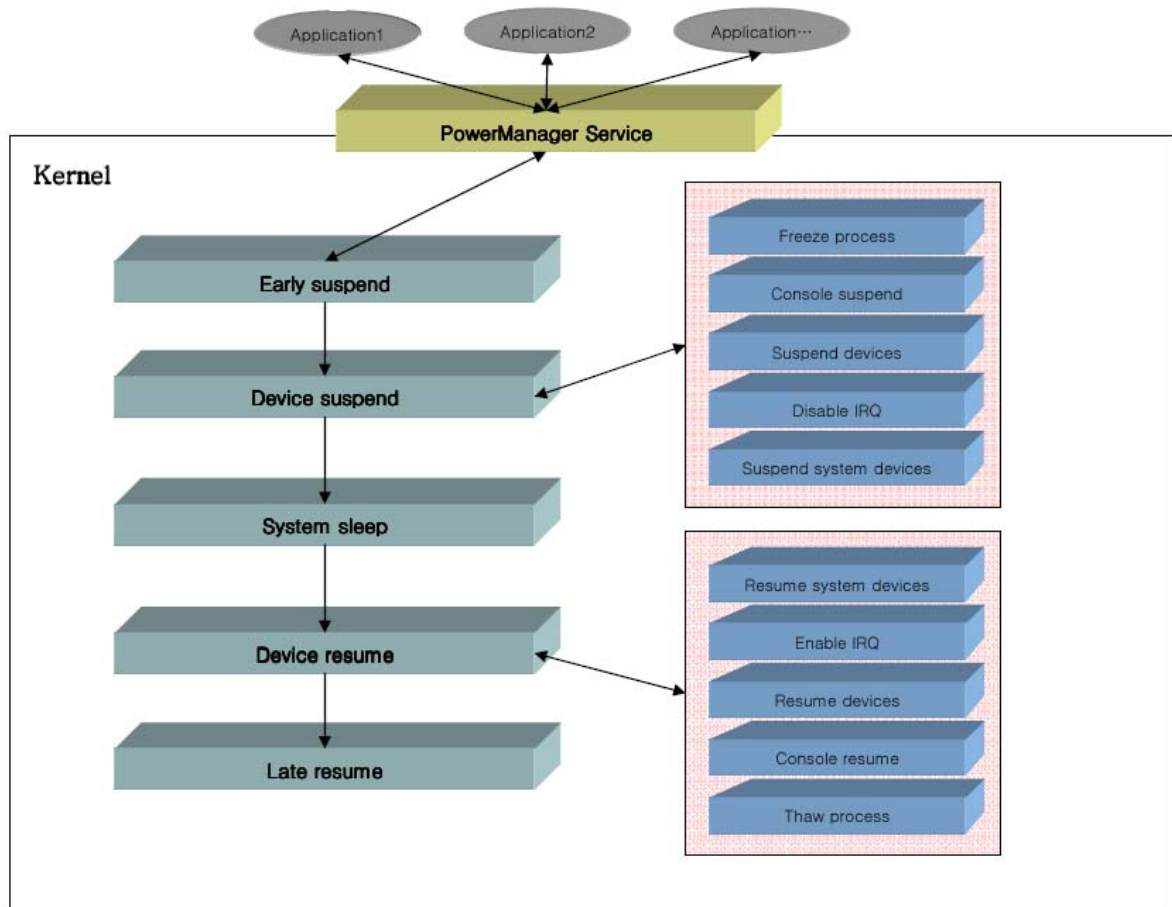 Application1
Application2
Application…
PowerManager Service
Kernel
Early suspend
Device suspend
System sleep
Device resume
Late resume
Freeze process
Console suspend
Suspend devices
Disable IRQ
Suspend system devices
Resume system devices
Enable IRQ
Resume devices
Console resume
Thaw process